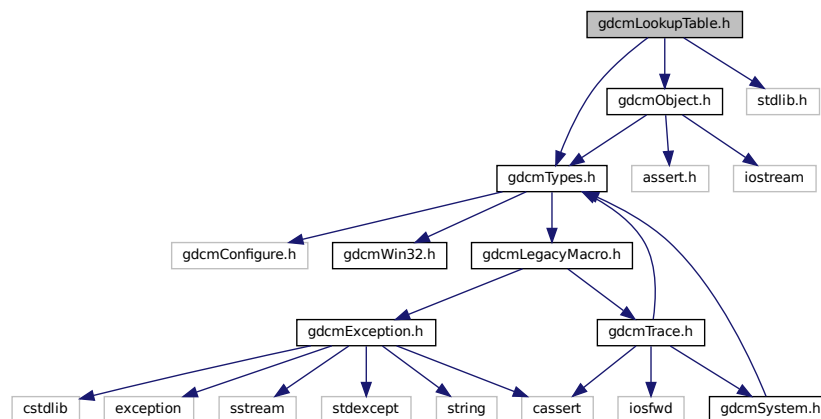 gdcmLookupTable.h
gdcmObject.h
stdlib.h
gdcmTypes.h
assert.h
iostream
gdcmConfigure.h
gdcmWin32.h
gdcmLegacyMacro.h
gdcmException.h
gdcmTrace.h
cstdlib
exception
sstream
stdexcept
string
cassert
iosfwd
gdcmSystem.h